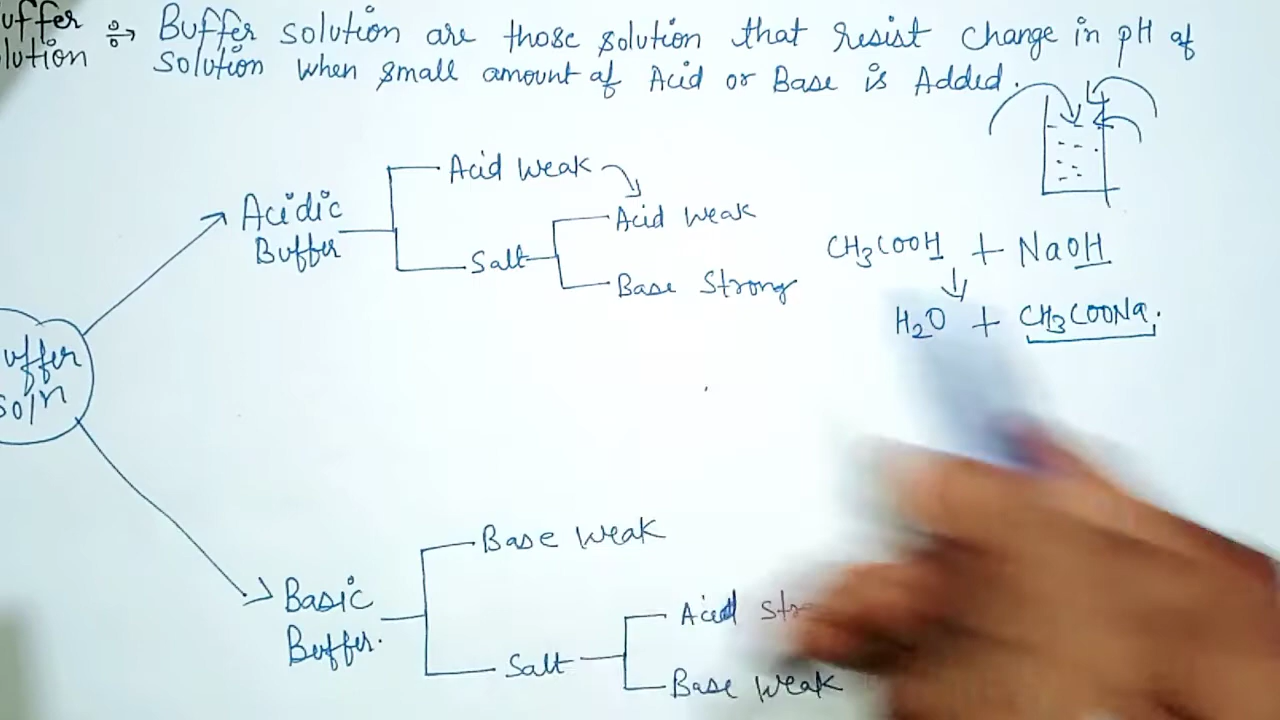 uffer ÷→ Buffer solution are those solution that resist change in pH of
lution solution when small amount of Acid or Base is Added.
Acid Weak
Acidic
Buffer
Acid Weak
Salt
Base Strong
CH3COOH + NaOH
H2O + CH3COONa.
uffer
soln
Base Weak
Basic
Buffer.
Acid
Salt
Base Weak